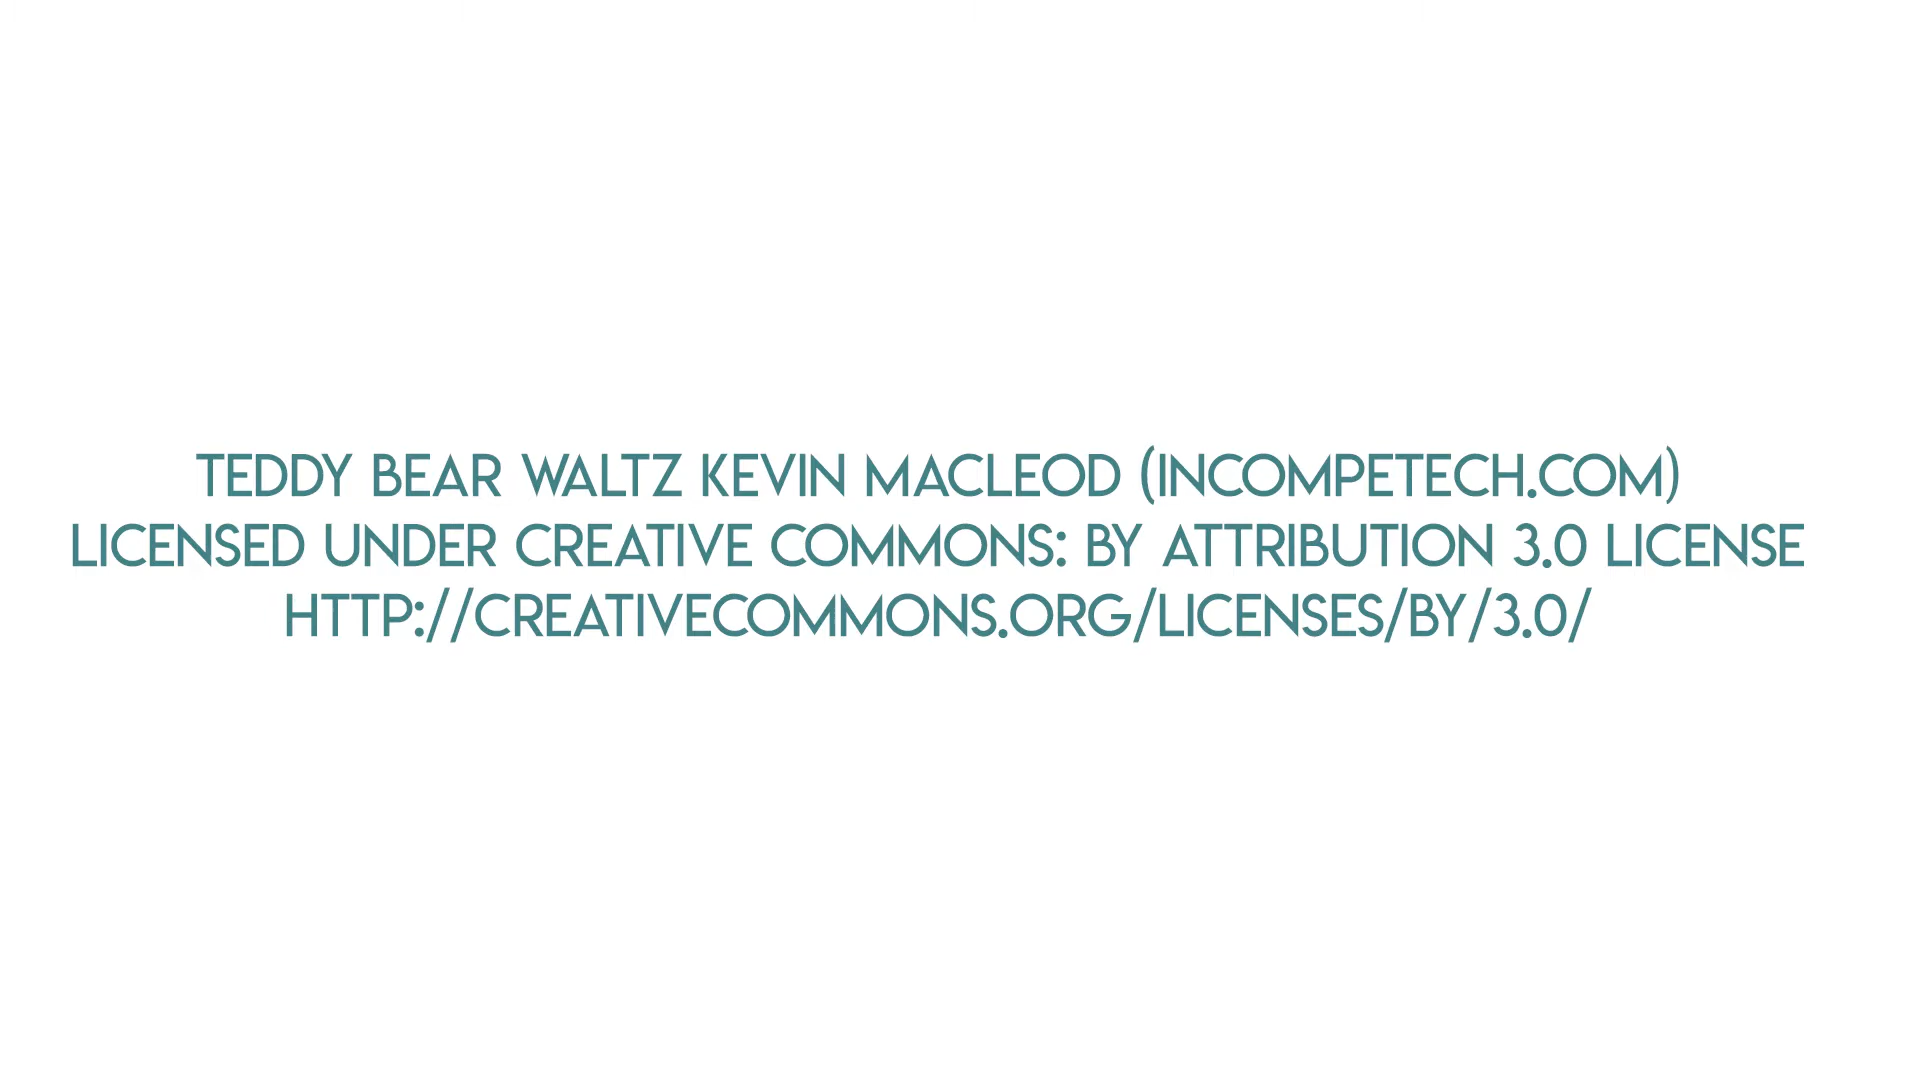 TEDDY BEAR WALTZ KEVIN MACLEOD (INCOMPETECH.COM)
LICENSED UNDER CREATIVE COMMONS: BY ATTRIBUTION 3.0 LICENSE
HTTP://CREATIVECOMMONS.ORG/LICENSES/BY/3.0/